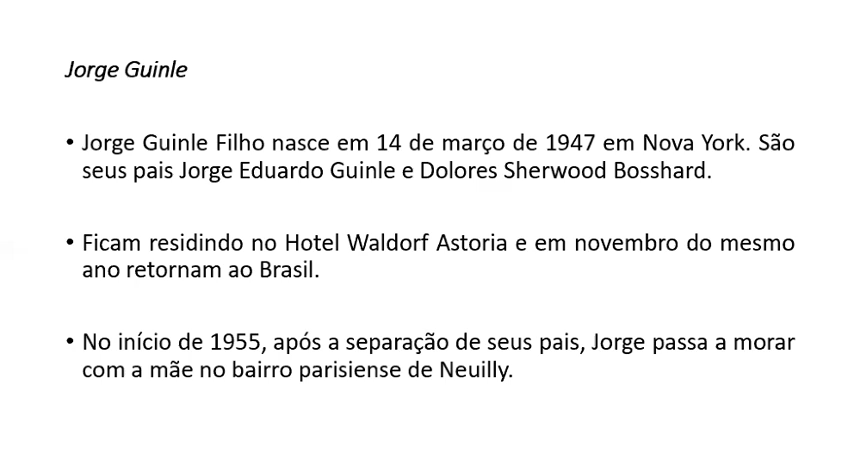 Jorge Guinle
• Jorge Guinle Filho nasce em 14 de março de 1947 em Nova York. São
seus pais Jorge Eduardo Guinle e Dolores Sherwood Bosshard.
• Ficam residindo no Hotel Waldorf Astoria e em novembro do mesmo
ano retornam ao Brasil.
• No início de 1955, após a separação de seus pais, Jorge passa a morar
com a mãe no bairro parisiense de Neuilly.